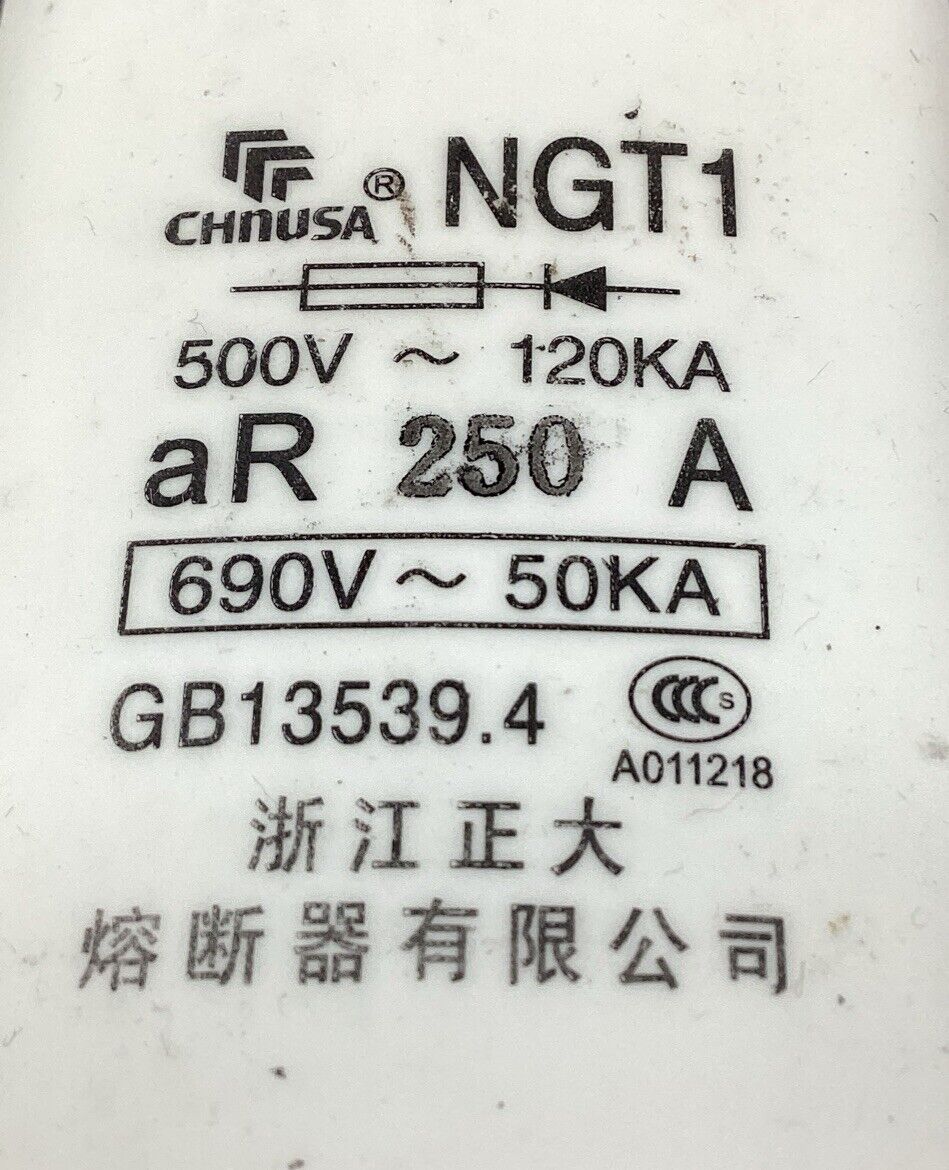 CHNUSA® NGT1
500V ~ 120KA
aR 250 A
690V ~ 50KA
GB13539.4 CCC S
A011218
浙江正大
熔断器有限公司